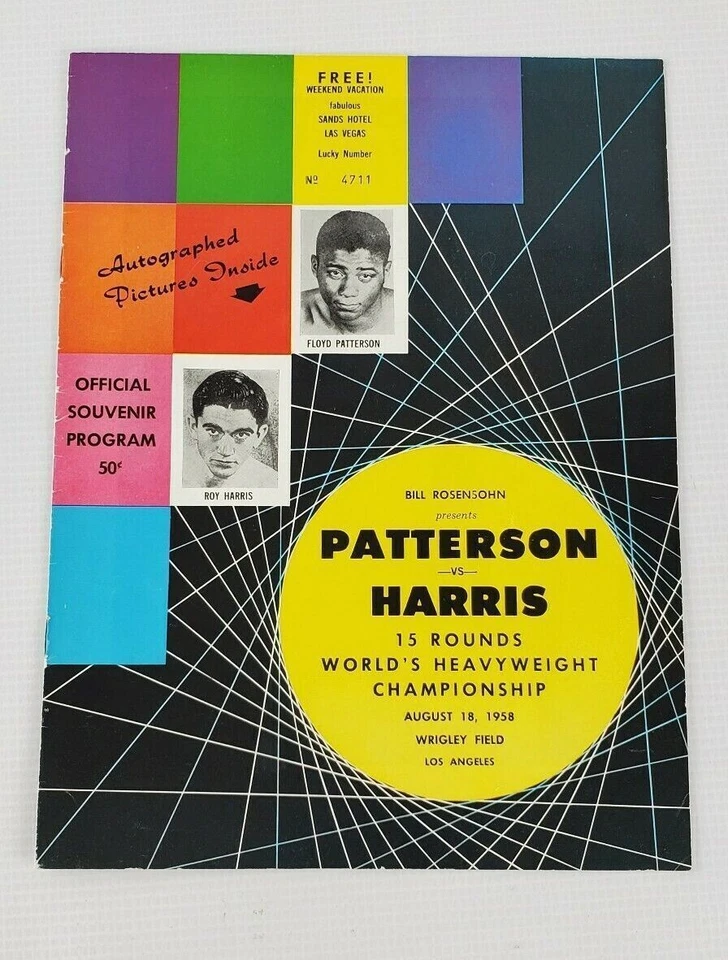 FREE!
WEEKEND VACATION
fabulous
SANDS HOTEL
LAS VEGAS
Lucky Number
Nº 4711
Autographed
Pictures Inside
FLOYD PATTERSON
OFFICIAL
SOUVENIR
PROGRAM
50¢
ROY HARRIS
BILL ROSENSOHN
presents
PATTERSON
—VS—
HARRIS
15 ROUNDS
WORLD'S HEAVYWEIGHT
CHAMPIONSHIP
AUGUST 18, 1958
WRIGLEY FIELD
LOS ANGELES